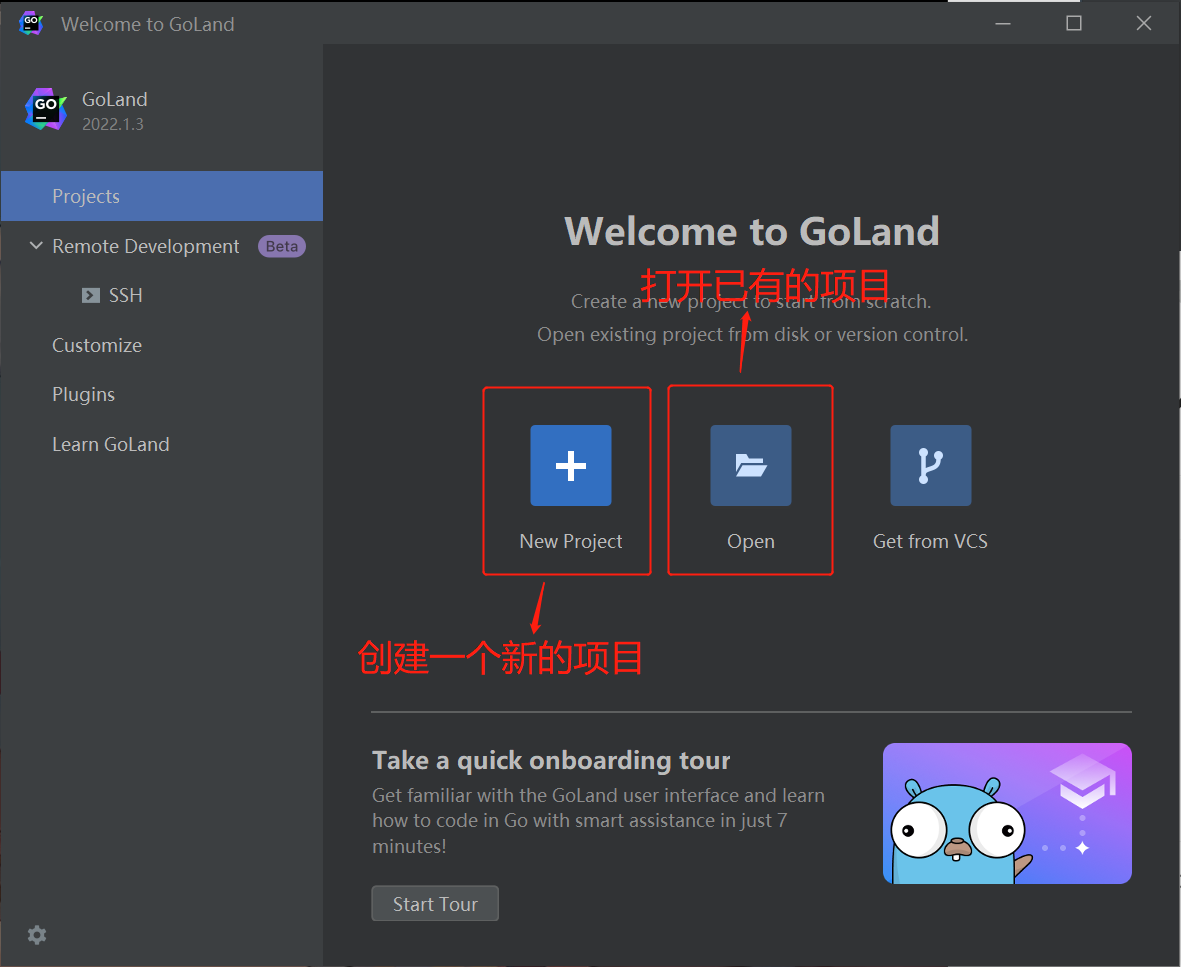 Welcome to GoLand
GoLand
2022.1.3
Projects
Remote Development Beta
SSH
Customize
Plugins
Learn GoLand
Welcome to GoLand
打开已有的项目
Create a new project to start from scratch.
Open existing project from disk or version control.
New Project
Open
Get from VCS
创建一个新的项目
Take a quick onboarding tour
Get familiar with the GoLand user interface and learn
how to code in Go with smart assistance in just 7
minutes!
Start Tour